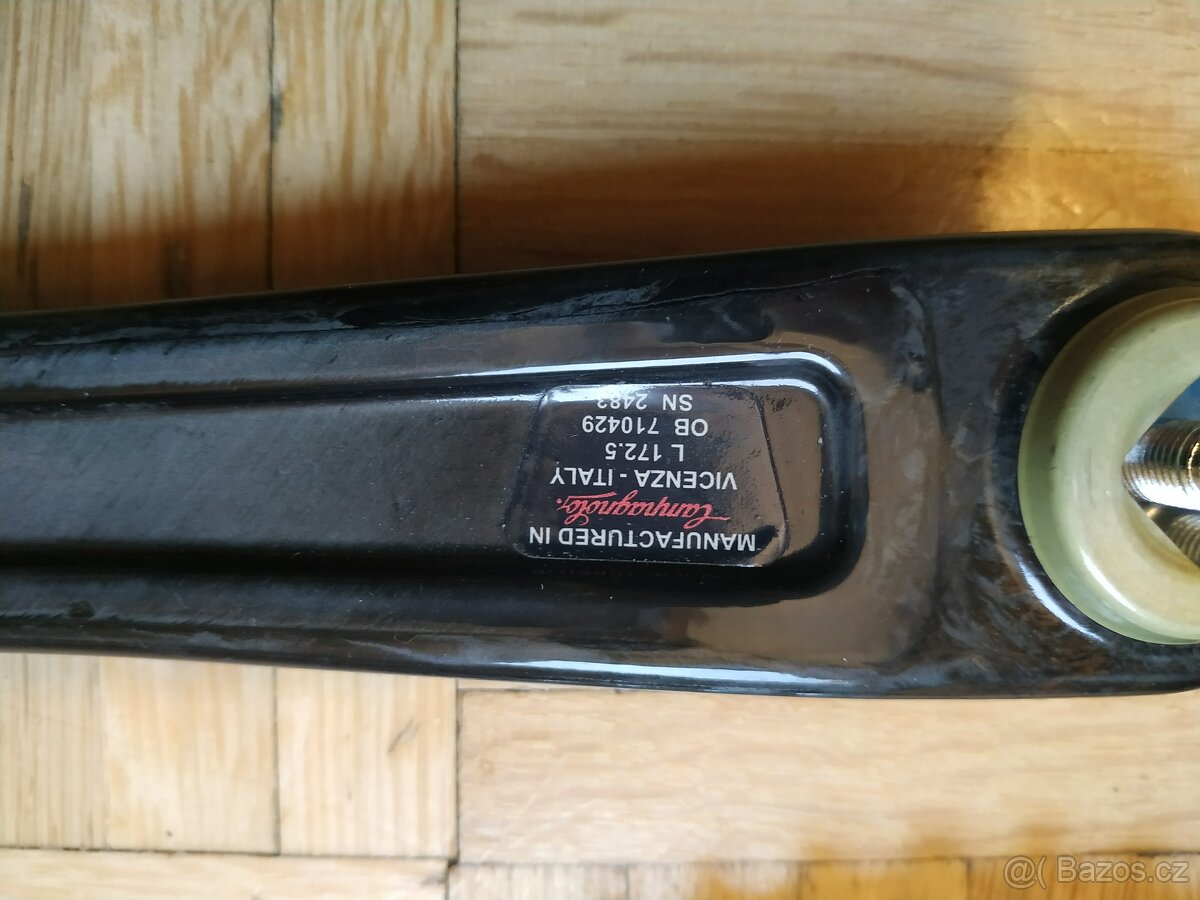 MANUFACTURED IN
Campagnolo.
VICENZA - ITALY
L 172.5
OB 710429
SN 2483
Bazos.cz